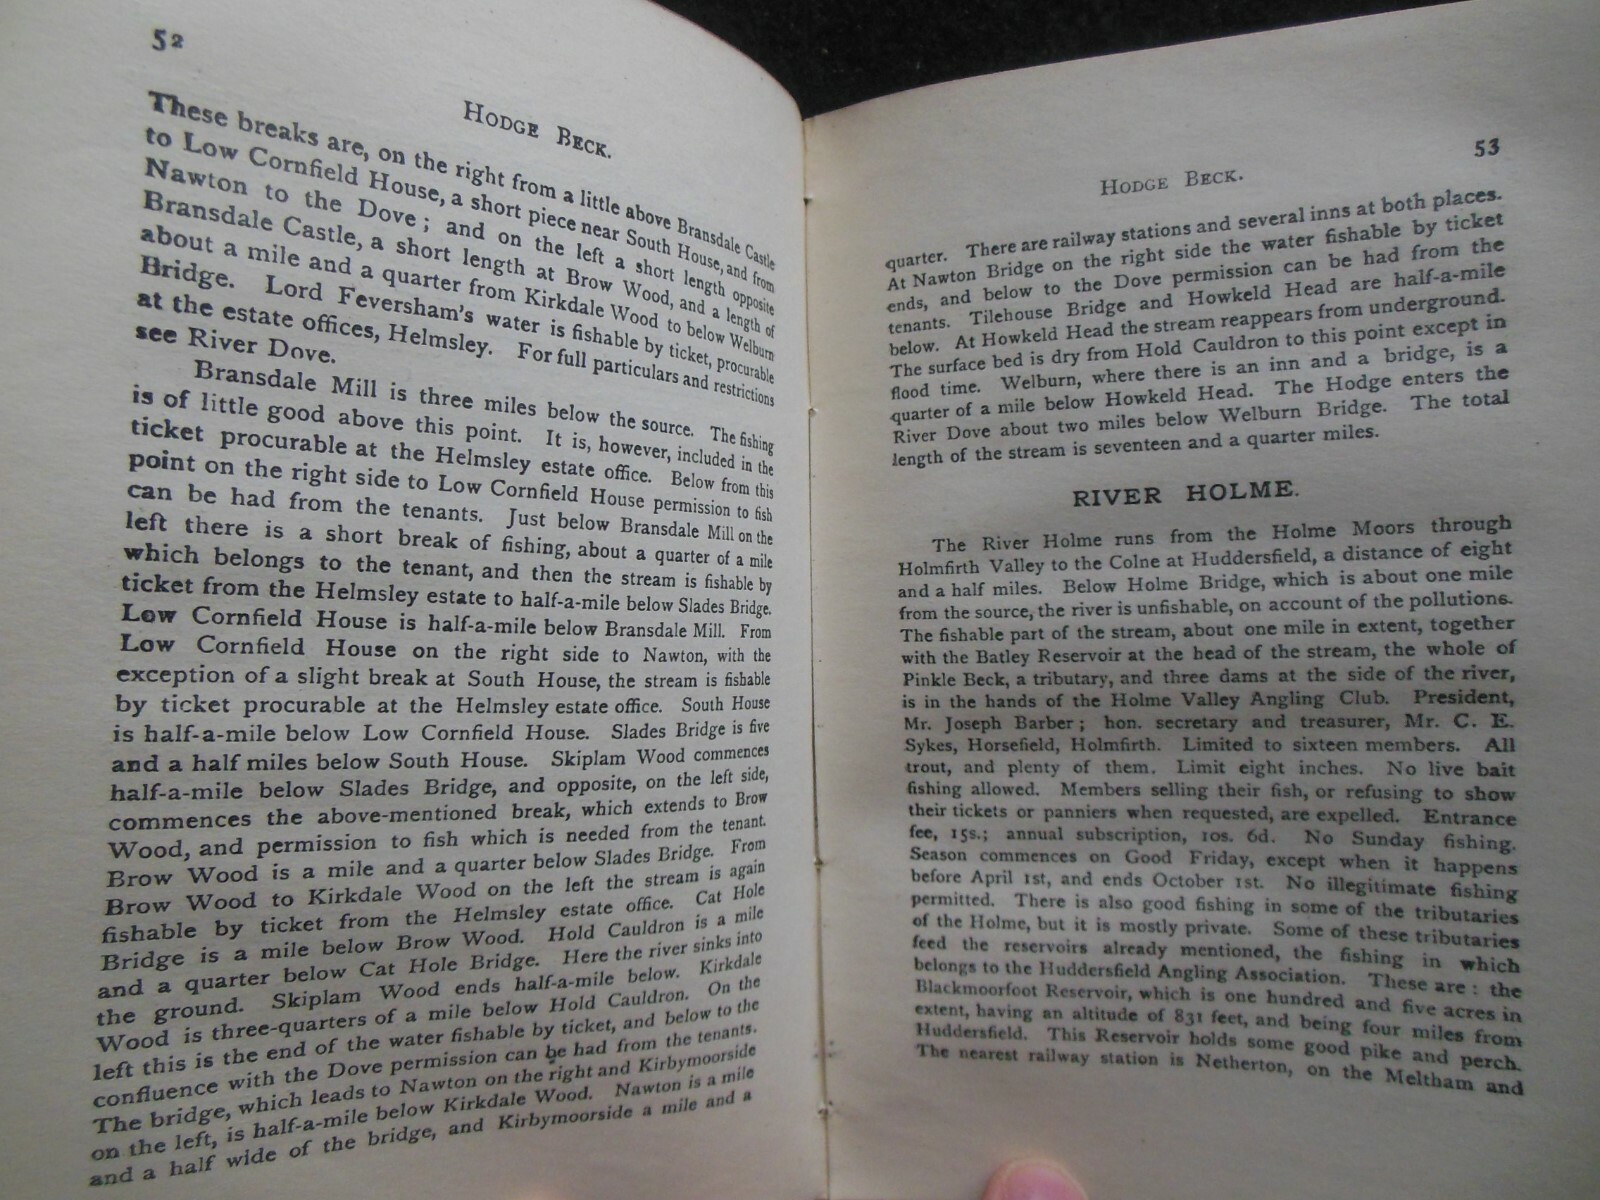 52
HODGE BECK.
These breaks are, on the right from a little above Bransdale Castle
to Low Cornfield House, a short piece near South House, and from
Nawton to the Dove; and on the left a short length opposite
Bransdale Castle, a short length at Brow Wood, and a length of
about a mile and a quarter from Kirkdale Wood to below Welburn
Bridge. Lord Feversham's water is fishable by ticket, procurable
at the estate offices, Helmsley. For full particulars and restrictions
see River Dove.
Bransdale Mill is three miles below the source. The fishing
is of little good above this point. It is, however, included in the
ticket procurable at the Helmsley estate office. Below from this
point on the right side to Low Cornfield House permission to fish
can be had from the tenants. Just below Bransdale Mill on the
left there is a short break of fishing, about a quarter of a mile
which belongs to the tenant, and then the stream is fishable by
ticket from the Helmsley estate to half-a-mile below Slades Bridge.
Low Cornfield House is half-a-mile below Bransdale Mill. From
Low Cornfield House on the right side to Nawton, with the
exception of a slight break at South House, the stream is fishable
by ticket procurable at the Helmsley estate office. South House
is half-a-mile below Low Cornfield House. Slades Bridge is five
and a half miles below South House. Skiplam Wood commences
half-a-mile below Slades Bridge, and opposite, on the left side,
commences the above-mentioned break, which extends to Brow
Wood, and permission to fish which is needed from the tenant.
Brow Wood is a mile and a quarter below Slades Bridge. From
Brow Wood to Kirkdale Wood on the left the stream is again
fishable by ticket from the Helmsley estate office. Cat Hole
Bridge is a mile below Brow Wood. Hold Cauldron is a mile
and a quarter below Cat Hole Bridge. Here the river sinks into
the ground. Skiplam Wood ends half-a-mile below. Kirkdale
Wood is three-quarters of a mile below Hold Cauldron. On the
left this is the end of the water fishable by ticket, and below to the
confluence with the Dove permission can be had from the tenants.
The bridge, which leads to Nawton on the right and Kirbymoorside
on the left, is half-a-mile below Kirkdale Wood. Nawton is a mile
and a half wide of the bridge, and Kirbymoorside a mile and a
53
HODGE BECK.
quarter. There are railway stations and several inns at both places.
At Nawton Bridge on the right side the water fishable by ticket
ends, and below to the Dove permission can be had from the
tenants. Tilehouse Bridge and Howkeld Head are half-a-mile
below. At Howkeld Head the stream reappears from underground.
The surface bed is dry from Hold Cauldron to this point except in
flood time. Welburn, where there is an inn and a bridge, is a
quarter of a mile below Howkeld Head. The Hodge enters the
River Dove about two miles below Welburn Bridge. The total
length of the stream is seventeen and a quarter miles.
RIVER HOLME.
The River Holme runs from the Holme Moors through
Holmfirth Valley to the Colne at Huddersfield, a distance of eight
and a half miles. Below Holme Bridge, which is about one mile
from the source, the river is unfishable, on account of the pollutions.
The fishable part of the stream, about one mile in extent, together
with the Batley Reservoir at the head of the stream, the whole of
Pinkle Beck, a tributary, and three dams at the side of the river,
is in the hands of the Holme Valley Angling Club. President,
Mr. Joseph Barber; hon. secretary and treasurer, Mr. C. E.
Sykes, Horsefield, Holmfirth. Limited to sixteen members. All
trout, and plenty of them. Limit eight inches. No live bait
fishing allowed. Members selling their fish, or refusing to show
their tickets or panniers when requested, are expelled. Entrance
fee, 15s.; annual subscription, 10s. 6d. No Sunday fishing.
Season commences on Good Friday, except when it happens
before April 1st, and ends October 1st. No illegitimate fishing
permitted. There is also good fishing in some of the tributaries
of the Holme, but it is mostly private. Some of these tributaries
feed the reservoirs already mentioned, the fishing in which
belongs to the Huddersfield Angling Association. These are: the
Blackmoorfoot Reservoir, which is one hundred and five acres in
extent, having an altitude of 831 feet, and being four miles from
Huddersfield. This Reservoir holds some good pike and perch.
The nearest railway station is Netherton, on the Meltham and